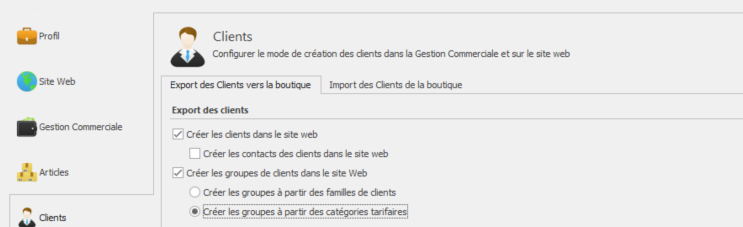 Profil
Site Web
Gestion Commerciale
Articles
Clients
Clients
Configurer le mode de création des clients dans la Gestion Commerciale et sur le site web
Export des Clients vers la boutique
Import des Clients de la boutique
Export des clients
Créer les clients dans le site web
Créer les contacts des clients dans le site web
Créer les groupes de clients dans le site Web
Créer les groupes à partir des familles de clients
Créer les groupes à partir des catégories tarifaires